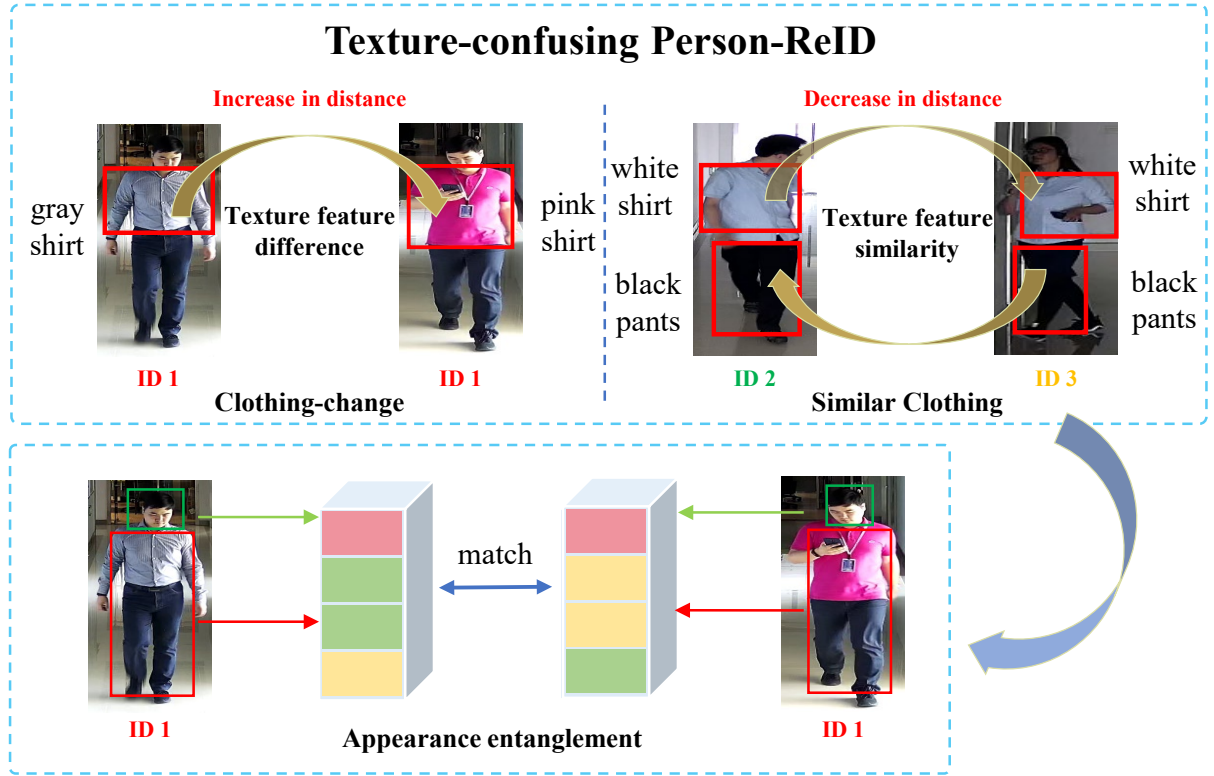 Texture-confusing Person-ReID
Increase in distance
Decrease in distance
gray
shirt
Texture feature
difference
pink
shirt
white
shirt
black
pants
Texture feature
similarity
white
shirt
black
pants
ID 1
ID 1
ID 2
ID 3
Clothing-change
Similar Clothing
match
ID 1
ID 1
Appearance entanglement